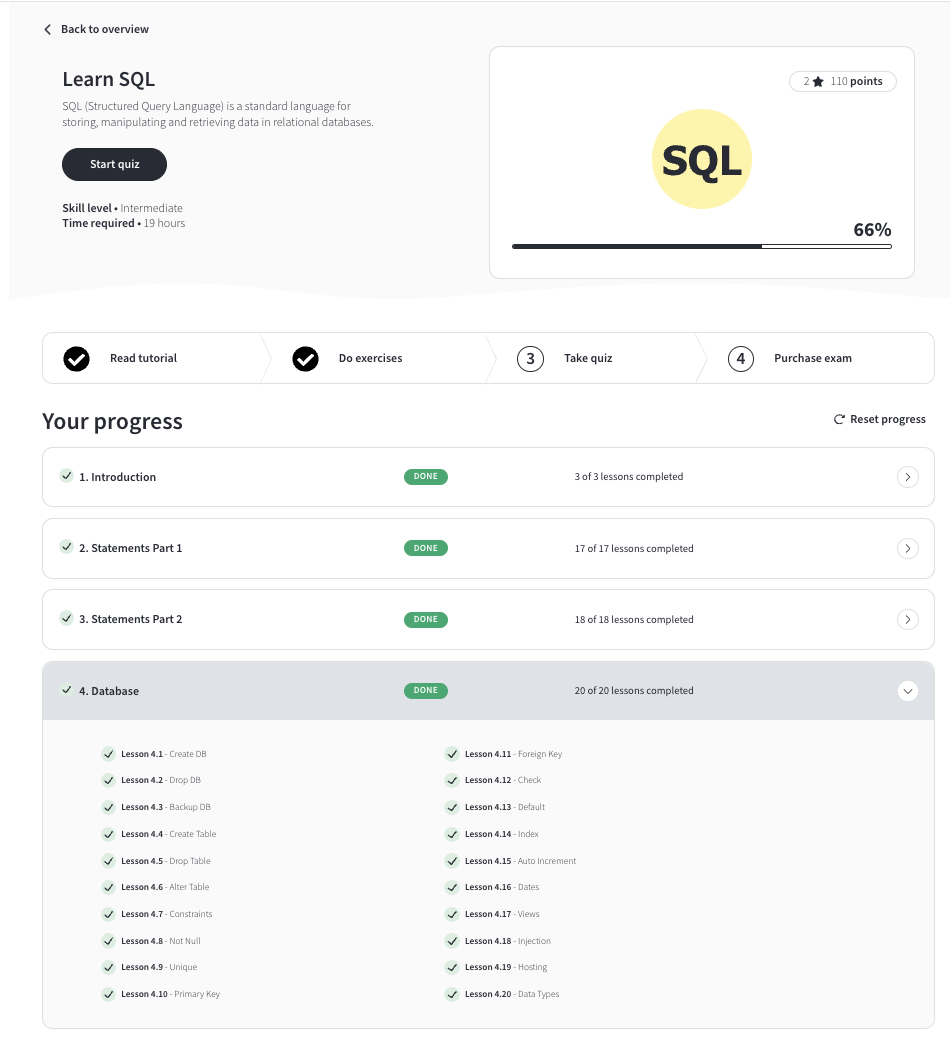 Back to overview
Learn SQL
SQL (Structured Query Language) is a standard language for
storing, manipulating and retrieving data in relational databases.
Start quiz
Skill level • Intermediate
Time required • 19 hours
2 ★ 110 points
SQL
66%
Read tutorial
Do exercises
3 Take quiz
4 Purchase exam
Your progress
Reset progress
1. Introduction DONE 3 of 3 lessons completed
2. Statements Part 1 DONE 17 of 17 lessons completed
3. Statements Part 2 DONE 18 of 18 lessons completed
4. Database DONE 20 of 20 lessons completed
Lesson 4.1 - Create DB
Lesson 4.2 - Drop DB
Lesson 4.3 - Backup DB
Lesson 4.4 - Create Table
Lesson 4.5 - Drop Table
Lesson 4.6 - Alter Table
Lesson 4.7 - Constraints
Lesson 4.8 - Not Null
Lesson 4.9 - Unique
Lesson 4.10 - Primary Key
Lesson 4.11 - Foreign Key
Lesson 4.12 - Check
Lesson 4.13 - Default
Lesson 4.14 - Index
Lesson 4.15 - Auto Increment
Lesson 4.16 - Dates
Lesson 4.17 - Views
Lesson 4.18 - Injection
Lesson 4.19 - Hosting
Lesson 4.20 - Data Types